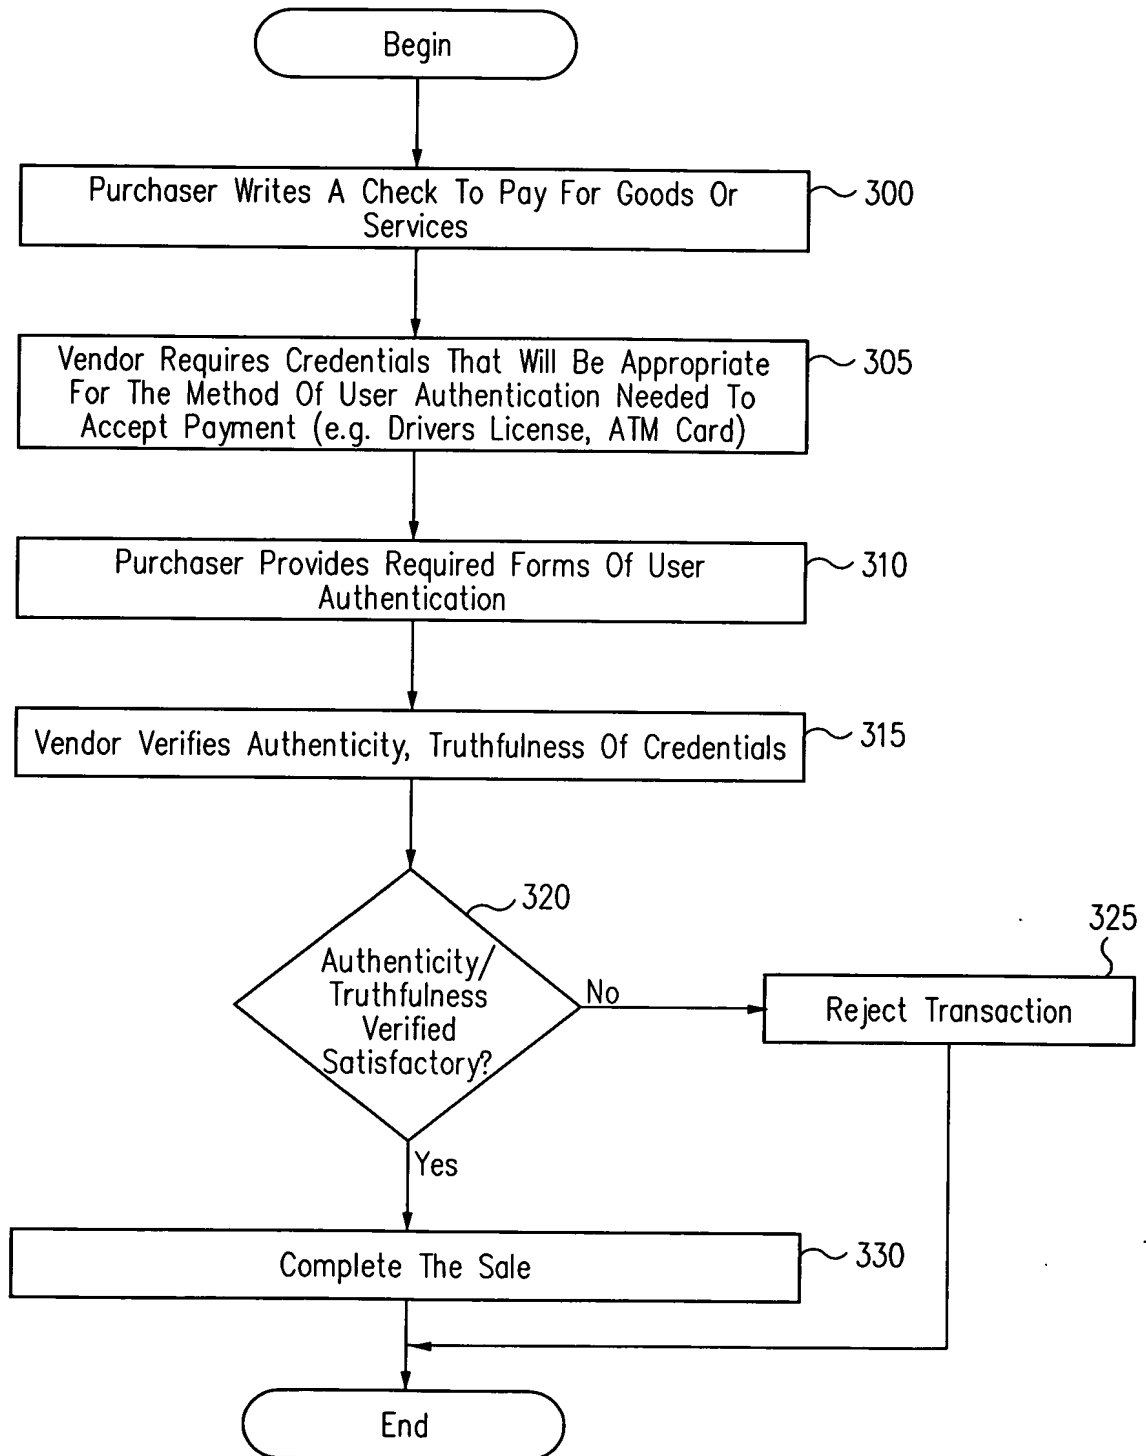 Begin
Purchaser Writes A Check To Pay For Goods Or
Services
300
Vendor Requires Credentials That Will Be Appropriate
For The Method Of User Authentication Needed To
Accept Payment (e.g. Drivers License, ATM Card)
305
Purchaser Provides Required Forms Of User
Authentication
310
Vendor Verifies Authenticity, Truthfulness Of Credentials
315
320
Authenticity/
Truthfulness
Verified
Satisfactory?
No
325
Reject Transaction
Yes
Complete The Sale
330
End